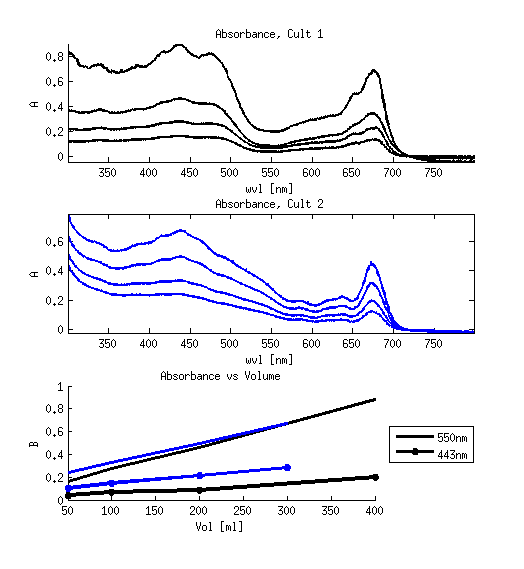 Absorbance, Cult 1
0.8
0.6
0.4
0.2
0
A
350 400 450 500 550 600 650 700 750
wvl [nm]
Absorbance, Cult 2
0.6
0.4
0.2
0
A
350 400 450 500 550 600 650 700 750
wvl [nm]
Absorbance vs Volume
1
0.8
0.6
0.4
0.2
0
B
50 100 150 200 250 300 350 400
Vol [ml]
550nm
443nm